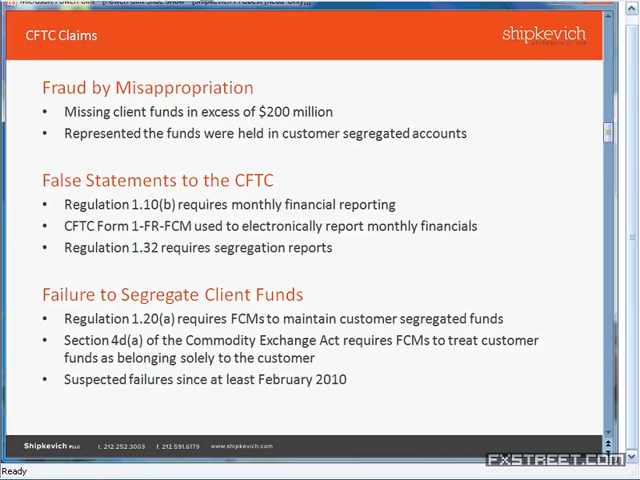 CFTC Claims
shipkevich
ATTORNEYS AT LAW
Fraud by Misappropriation
• Missing client funds in excess of $200 million
• Represented the funds were held in customer segregated accounts
False Statements to the CFTC
• Regulation 1.10(b) requires monthly financial reporting
• CFTC Form 1-FR-FCM used to electronically report monthly financials
• Regulation 1.32 requires segregation reports
Failure to Segregate Client Funds
• Regulation 1.20(a) requires FCMs to maintain customer segregated funds
• Section 4d(a) of the Commodity Exchange Act requires FCMs to treat customer
funds as belonging solely to the customer
• Suspected failures since at least February 2010
Shipkevich PLLC t. 212.252.3003 f. 212.591.6179 www.shipkevich.com
FXSTREET.COM
Ready